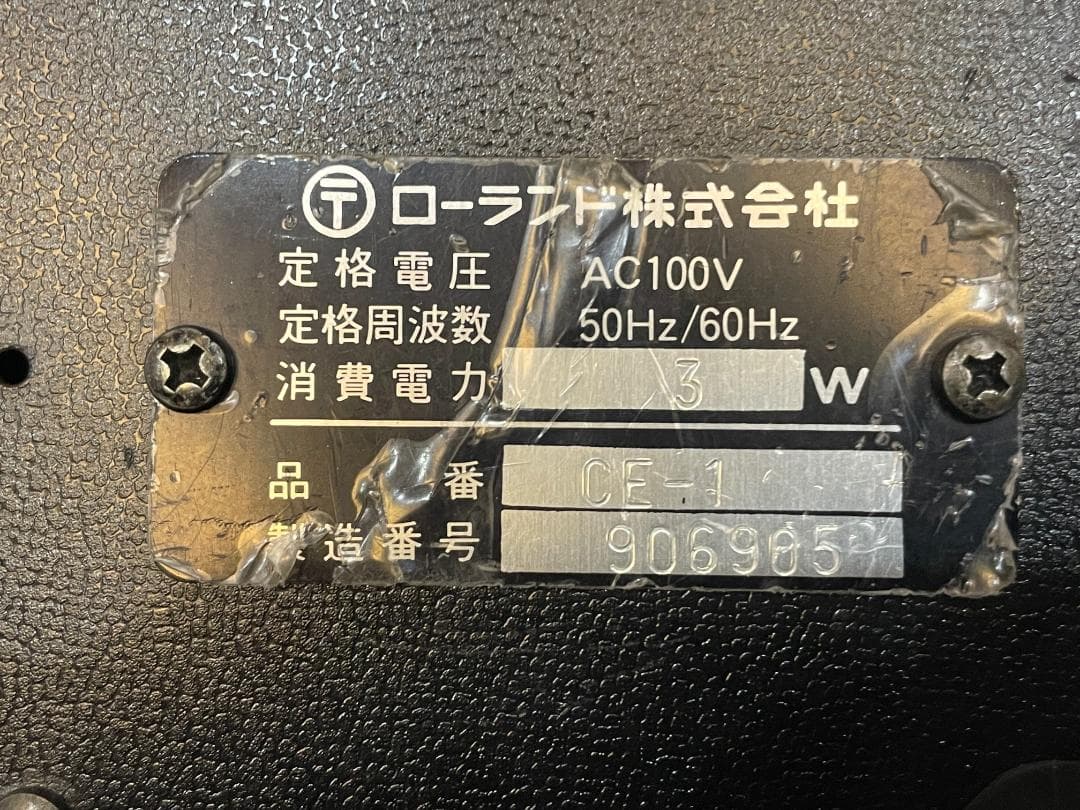 〶 ローランド株式会社
定格電圧 AC100V
定格周波数 50Hz/60Hz
消費電力 3 W
品番 CE-1
製造番号 906905